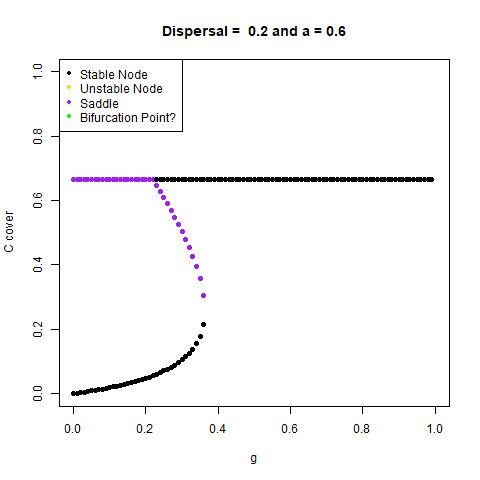 Dispersal =  0.2 and a = 0.6
Stable Node
Unstable Node
Saddle
Bifurcation Point?
C cover
1.0
0.8
0.6
0.4
0.2
0.0
0.0 0.2 0.4 0.6 0.8 1.0
g